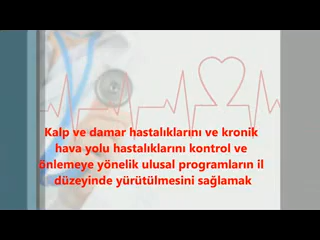 Kalp ve damar hastalıklarını ve kronik
hava yolu hastalıklarını kontrol ve
önlemeye yönelik ulusal programların il
düzeyinde yürütülmesini sağlamak